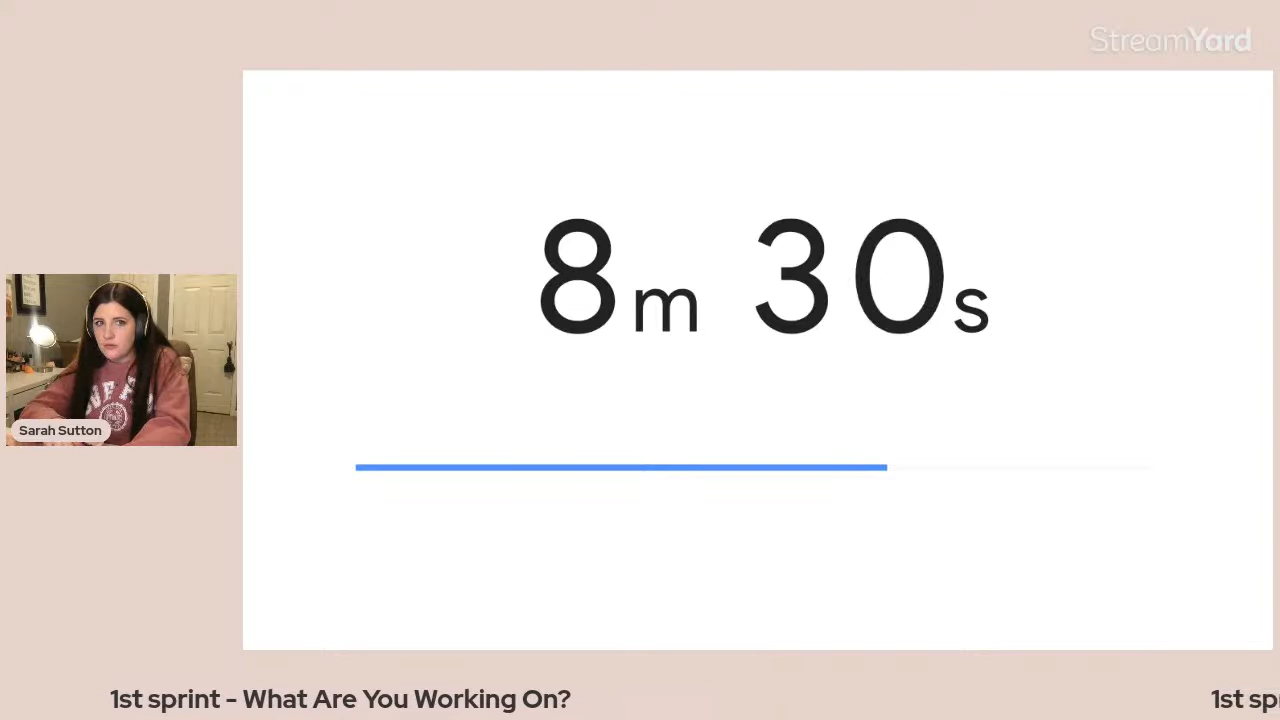 StreamYard
8m 30s
Sarah Sutton
1st sprint - What Are You Working On?
1st spr